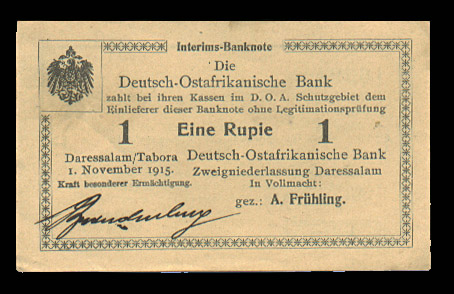 Interims-Banknote
Die
Deutsch-Ostafrikanische Bank
zahlt bei ihren Kassen im D. O. A. Schutzgebiet dem
Einlieferer dieser Banknote ohne Legitimationsprüfung
1 Eine Rupie 1
Daressalam/Tabora
1. November 1915.
Kraft besonderer Ermächtigung.
Deutsch-Ostafrikanische Bank
Zweigniederlassung Daressalam
In Vollmacht:
gez.: A. Frühling.